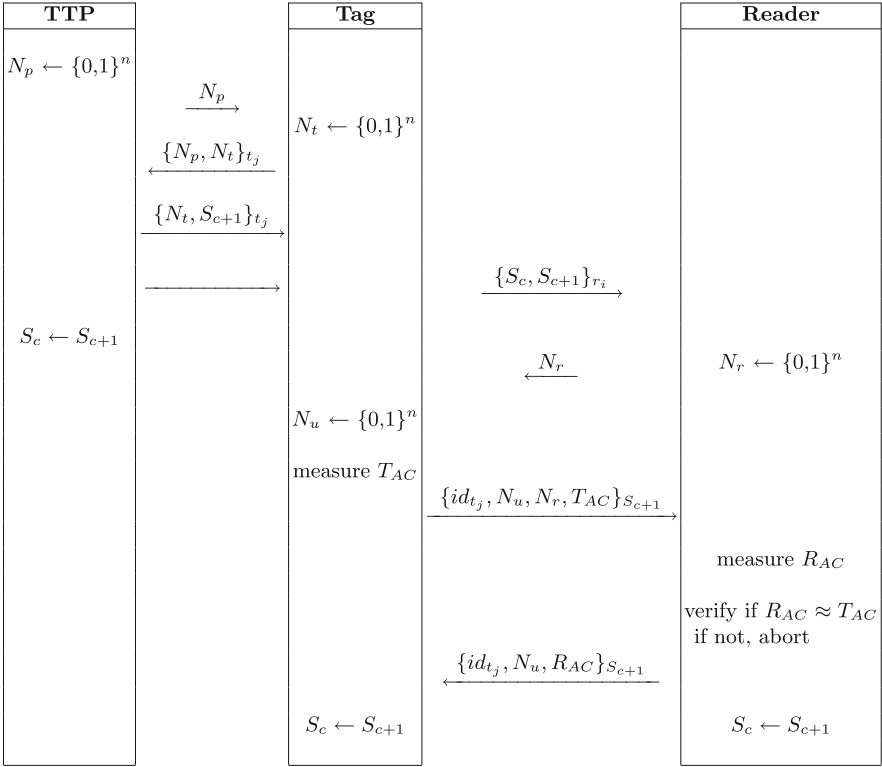 TTP Tag Reader
N_p ← {0,1}^n
N_p
N_t ← {0,1}^n
{N_p, N_t}_{t_j}
{N_t, S_{c+1}}_{t_j}
{S_c, S_{c+1}}_{r_i}
S_c ← S_{c+1}
N_r
N_r ← {0,1}^n
N_u ← {0,1}^n
measure T_{AC}
{id_{t_j}, N_u, N_r, T_{AC}}_{S_{c+1}}
measure R_{AC}
verify if R_{AC} ≈ T_{AC}
if not, abort
{id_{t_j}, N_u, R_{AC}}_{S_{c+1}}
S_c ← S_{c+1}
S_c ← S_{c+1}